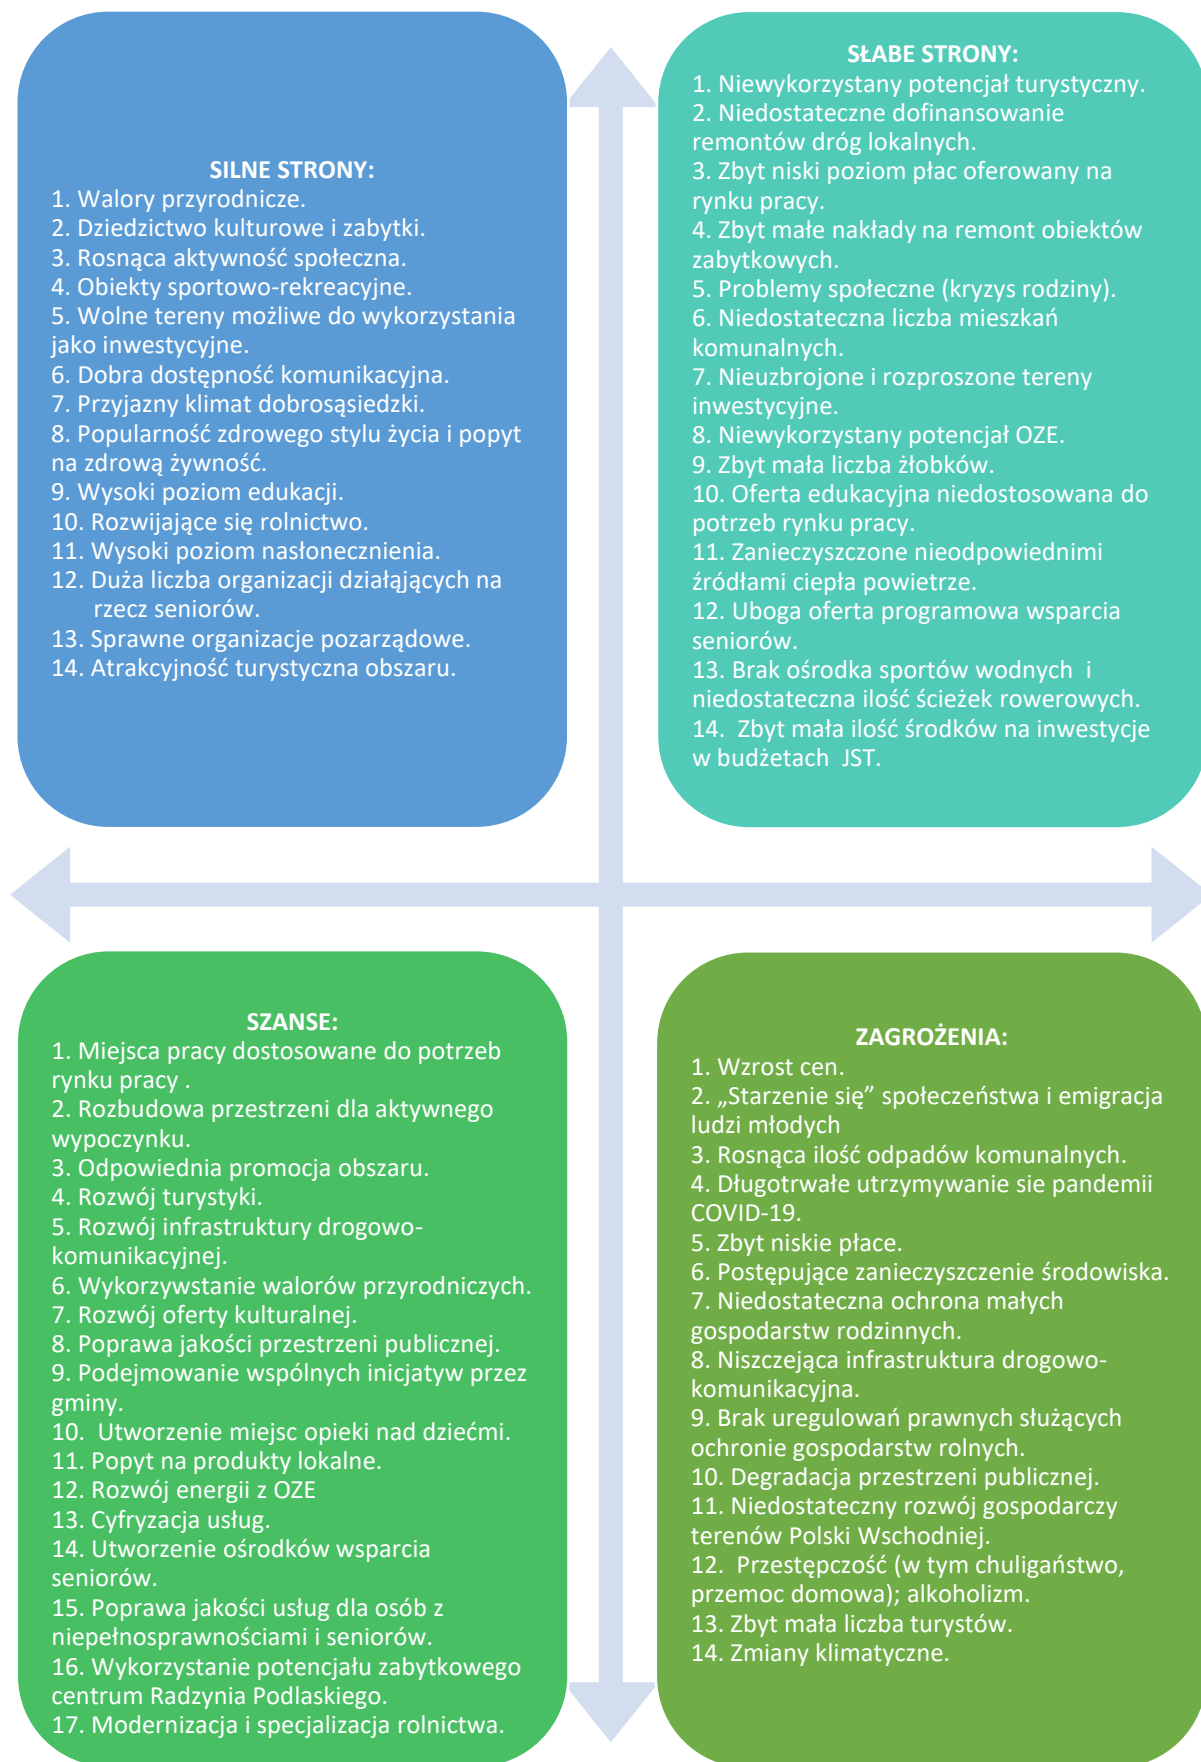 SILNE STRONY:
1. Walory przyrodnicze.
2. Dziedzictwo kulturowe i zabytki.
3. Rosnąca aktywność społeczna.
4. Obiekty sportowo-rekreacyjne.
5. Wolne tereny możliwe do wykorzystania
jako inwestycyjne.
6. Dobra dostępność komunikacyjna.
7. Przyjazny klimat dobrosąsiedzki.
8. Popularność zdrowego stylu życia i popyt
na zdrową żywność.
9. Wysoki poziom edukacji.
10. Rozwijające się rolnictwo.
11. Wysoki poziom nasłonecznienia.
12. Duża liczba organizacji działąjących na
rzecz seniorów.
13. Sprawne organizacje pozarządowe.
14. Atrakcyjność turystyczna obszaru.
SŁABE STRONY:
1. Niewykorzystany potencjał turystyczny.
2. Niedostateczne dofinansowanie
remontów dróg lokalnych.
3. Zbyt niski poziom płac oferowany na
rynku pracy.
4. Zbyt małe nakłady na remont obiektów
zabytkowych.
5. Problemy społeczne (kryzys rodziny).
6. Niedostateczna liczba mieszkań
komunalnych.
7. Nieuzbrojone i rozproszone tereny
inwestycyjne.
8. Niewykorzystany potencjał OZE.
9. Zbyt mała liczba żłobków.
10. Oferta edukacyjna niedostosowana do
potrzeb rynku pracy.
11. Zanieczyszczone nieodpowiednimi
źródłami ciepła powietrze.
12. Uboga oferta programowa wsparcia
seniorów.
13. Brak ośrodka sportów wodnych  i
niedostateczna ilość ścieżek rowerowych.
14.  Zbyt mała ilość środków na inwestycje
w budżetach  JST.
SZANSE:
1. Miejsca pracy dostosowane do potrzeb
rynku pracy .
2. Rozbudowa przestrzeni dla aktywnego
wypoczynku.
3. Odpowiednia promocja obszaru.
4. Rozwój turystyki.
5. Rozwój infrastruktury drogowo-
komunikacyjnej.
6. Wykorzywstanie walorów przyrodniczych.
7. Rozwój oferty kulturalnej.
8. Poprawa jakości przestrzeni publicznej.
9. Podejmowanie wspólnych inicjatyw przez
gminy.
10.  Utworzenie miejsc opieki nad dziećmi.
11. Popyt na produkty lokalne.
12. Rozwój energii z OZE
13. Cyfryzacja usług.
14. Utworzenie ośrodków wsparcia
seniorów.
15. Poprawa jakości usług dla osób z
niepełnosprawnościami i seniorów.
16. Wykorzystanie potencjału zabytkowego
centrum Radzynia Podlaskiego.
17. Modernizacja i specjalizacja rolnictwa.
ZAGROŻENIA:
1. Wzrost cen.
2. „Starzenie się” społeczeństwa i emigracja
ludzi młodych
3. Rosnąca ilość odpadów komunalnych.
4. Długotrwałe utrzymywanie sie pandemii
COVID-19.
5. Zbyt niskie płace.
6. Postępujące zanieczyszczenie środowiska.
7. Niedostateczna ochrona małych
gospodarstw rodzinnych.
8. Niszczejąca infrastruktura drogowo-
komunikacyjna.
9. Brak uregulowań prawnych służących
ochronie gospodarstw rolnych.
10. Degradacja przestrzeni publicznej.
11. Niedostateczny rozwój gospodarczy
terenów Polski Wschodniej.
12.  Przestępczość (w tym chuligaństwo,
przemoc domowa); alkoholizm.
13. Zbyt mała liczba turystów.
14. Zmiany klimatyczne.